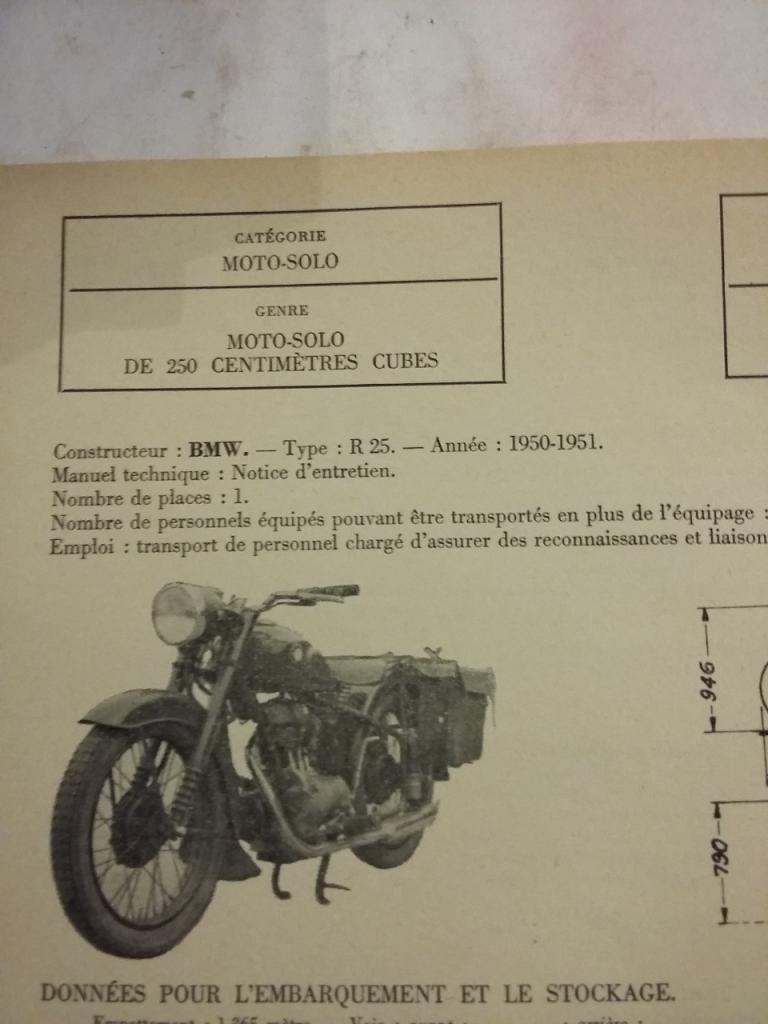 CATÉGORIE
MOTO-SOLO
GENRE
MOTO-SOLO
DE 250 CENTIMÈTRES CUBES
Constructeur : BMW. — Type : R 25. — Année : 1950-1951.
Manuel technique : Notice d'entretien.
Nombre de places : 1.
Nombre de personnels équipés pouvant être transportés en plus de l'équipage :
Emploi : transport de personnel chargé d'assurer des reconnaissances et liaison
946
790
DONNÉES POUR L'EMBARQUEMENT ET LE STOCKAGE.